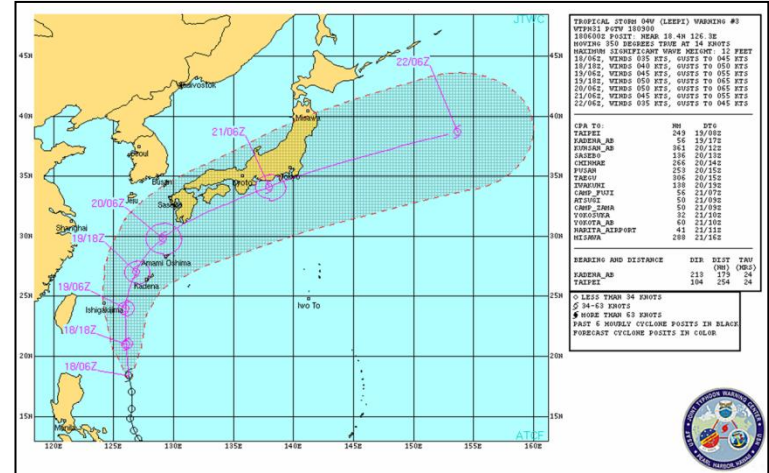 JTWC
TROPICAL STORM 04W (LEEPI) WARNING #3
WTPN31 PGTW 180900
180600Z POSIT: NEAR 18.4N 126.3E
MOVING 350 DEGREES TRUE AT 14 KNOTS
MAXIMUM SIGNIFICANT WAVE HEIGHT: 12 FEET
18/06Z, WINDS 035 KTS, GUSTS TO 045 KTS
18/18Z, WINDS 040 KTS, GUSTS TO 050 KTS
19/06Z, WINDS 045 KTS, GUSTS TO 055 KTS
19/18Z, WINDS 050 KTS, GUSTS TO 065 KTS
20/06Z, WINDS 050 KTS, GUSTS TO 065 KTS
21/06Z, WINDS 045 KTS, GUSTS TO 055 KTS
22/06Z, WINDS 035 KTS, GUSTS TO 045 KTS
CPA TO: NM DTG
TAIPEI 249 19/08Z
KADENA_AB 56 19/17Z
KUNSAN_AB 361 20/12Z
SASEBO 136 20/13Z
CHINHAE 266 20/14Z
PUSAN 253 20/15Z
TAEGU 306 20/15Z
IWAKUNI 138 20/19Z
CAMP_FUJI 56 21/07Z
ATSUGI 50 21/09Z
CAMP_ZAMA 50 21/09Z
YOKOSUKA 32 21/10Z
YOKOTA_AB 60 21/10Z
NARITA_AIRPORT 41 21/11Z
MISAWA 288 21/16Z
BEARING AND DISTANCE DIR DIST TAU
(NM) (HRS)
KADENA_AB 213 179 24
TAIPEI 104 254 24
LESS THAN 34 KNOTS
34-63 KNOTS
MORE THAN 63 KNOTS
PAST 6 HOURLY CYCLONE POSITS IN BLACK
FORECAST CYCLONE POSITS IN COLOR
45N
45N
22/06Z
Misawa
40N
40N
21/06Z
Seoul
Kyoto
Tokyo
35N
35N
Busan
Jeju
Sasebo
20/06Z
Shanghai
30N
30N
19/18Z
Amami Oshima
Kadena
19/06Z
25N
25N
Ishigakijima
Iwo To
18/18Z
20N
20N
18/06Z
15N
15N
Manila
ATCF
120E 125E 130E 135E 140E 145E 150E 155E 160E
JOINT TYPHOON WARNING CENTER
PEARL HARBOR, HAWAII